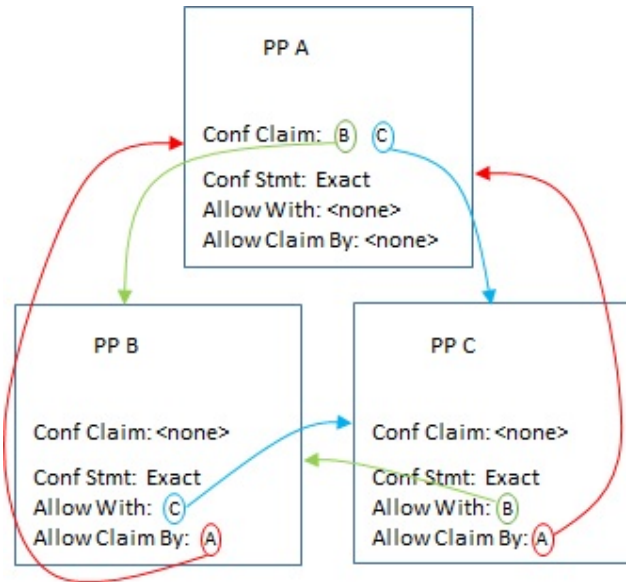 PP A
Conf Claim: B C
Conf Stmt: Exact
Allow With: <none>
Allow Claim By: <none>
PP B
Conf Claim: <none>
Conf Stmt: Exact
Allow With: C
Allow Claim By: A
PP C
Conf Claim: <none>
Conf Stmt: Exact
Allow With: B
Allow Claim By: A